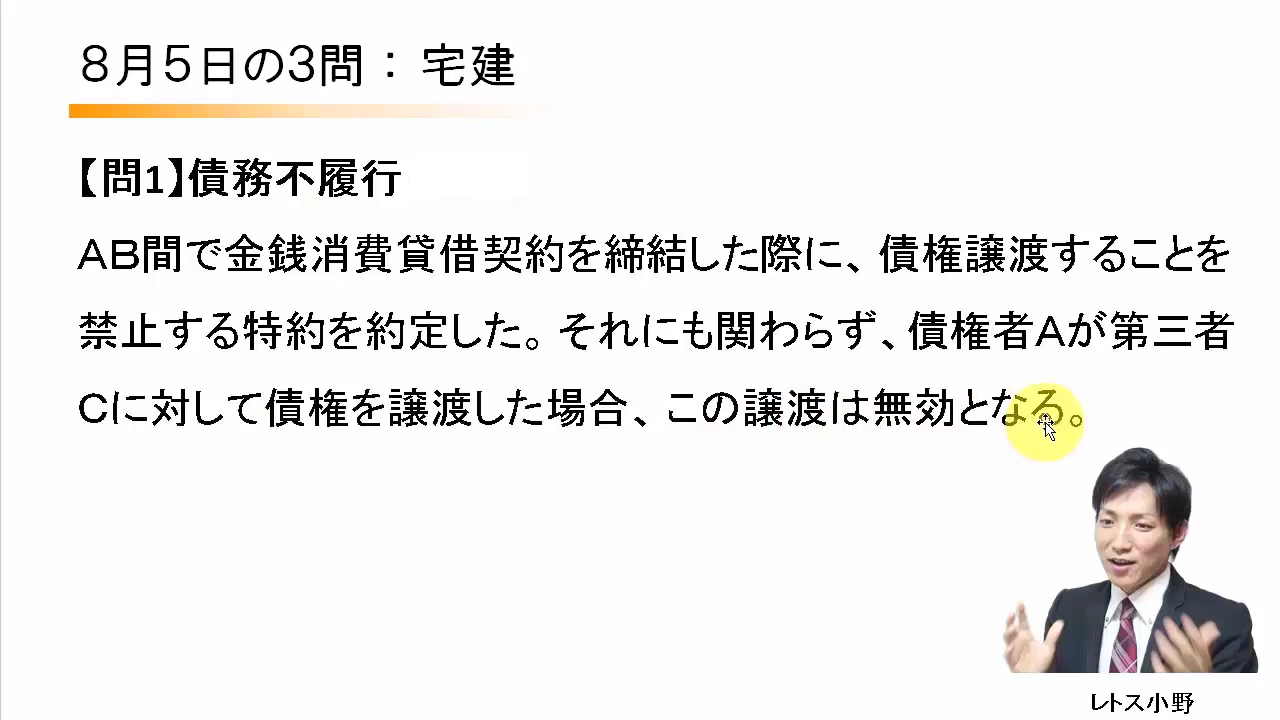 ８月５日の３問：宅建
【問1】債務不履行
ＡＢ間で金銭消費貸借契約を締結した際に、債権譲渡することを
禁止する特約を約定した。それにも関わらず、債権者Ａが第三者
Ｃに対して債権を譲渡した場合、この譲渡は無効となる。
レトス小野